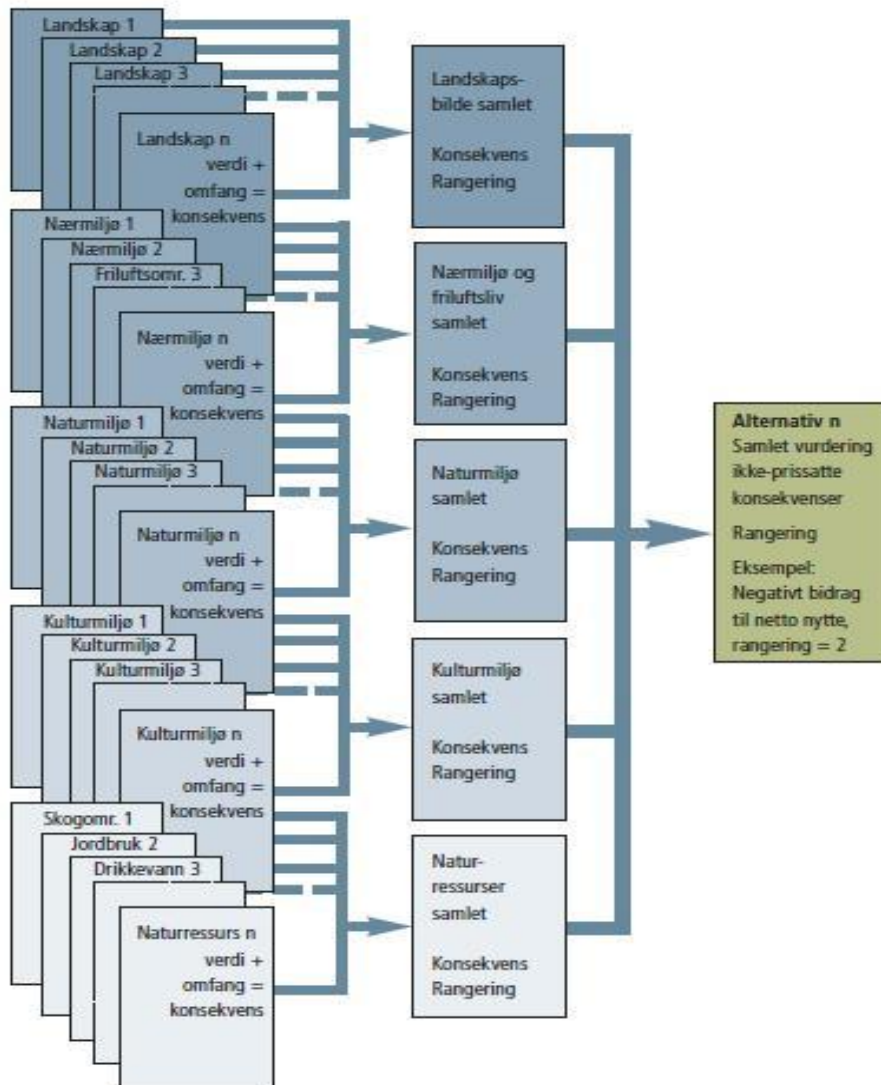 Landskap 1
Landskap 2
Landskap 3
Landskap n
verdi +
omfang =
konsekvens
Nærmiljø 1
Nærmiljø 2
Friluftsomr. 3
Nærmiljø n
verdi +
omfang =
konsekvens
Naturmiljø 1
Naturmiljø 2
Naturmiljø 3
Naturmiljø n
verdi +
omfang =
konsekvens
Kulturmiljø 1
Kulturmiljø 2
Kulturmiljø 3
Kulturmiljø n
verdi +
omfang =
konsekvens
Skogomr. 1
Jordbruk 2
Drikkevann 3
Naturressurs n
verdi +
omfang =
konsekvens
Landskaps-
bilde samlet
Konsekvens
Rangering
Nærmiljø og
friluftsliv
samlet
Konsekvens
Rangering
Naturmiljø
samlet
Konsekvens
Rangering
Kulturmiljø
samlet
Konsekvens
Rangering
Natur-
ressurser
samlet
Konsekvens
Rangering
Alternativ n
Samlet vurdering
ikke-prissatte
konsekvenser
Rangering
Eksempel:
Negativt bidrag
til netto nytte,
rangering = 2